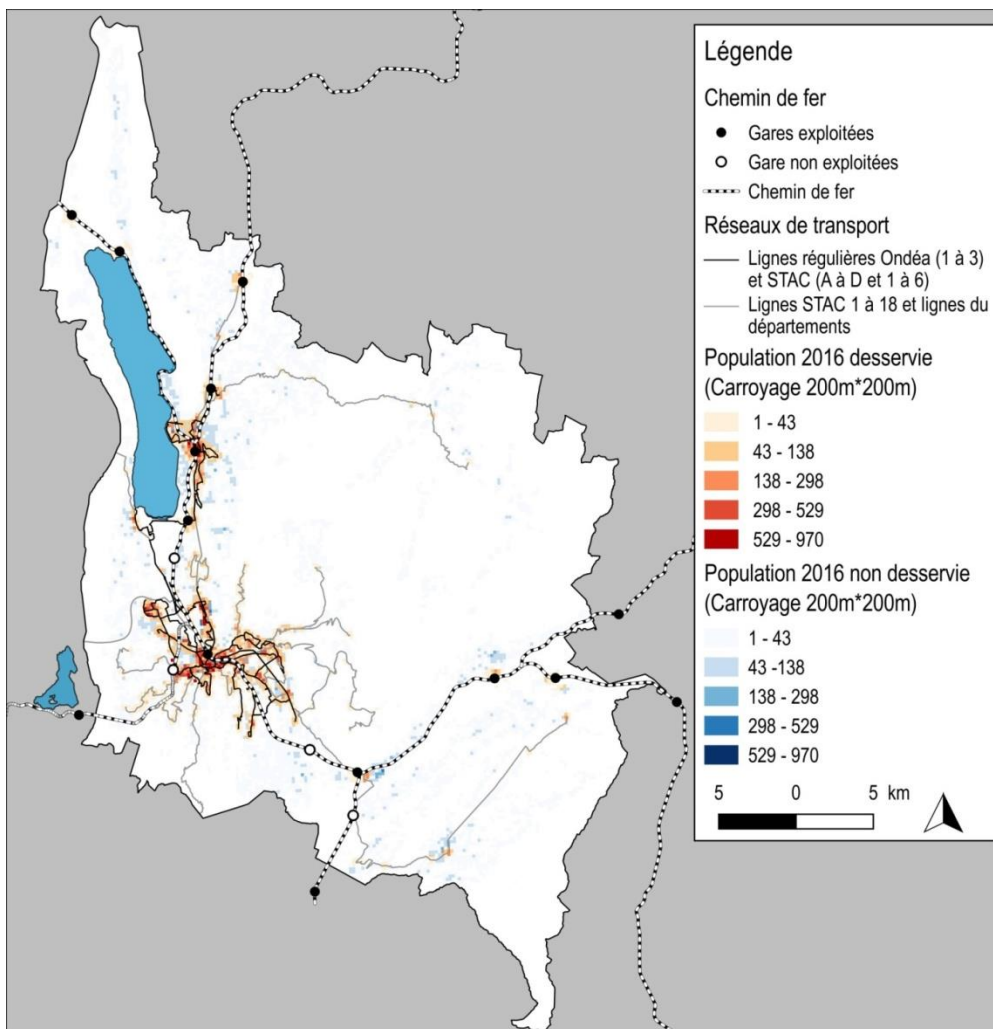 Légende
Chemin de fer
Gares exploitées
Gare non exploitées
Chemin de fer
Réseaux de transport
Lignes régulières Ondéa (1 à 3)
et STAC (A à D et 1 à 6)
Lignes STAC 1 à 18 et lignes du
départements
Population 2016 desservie
(Carroyage 200m*200m)
1 - 43
43 - 138
138 - 298
298 - 529
529 - 970
Population 2016 non desservie
(Carroyage 200m*200m)
1 - 43
43 -138
138 - 298
298 - 529
529 - 970
5 0 5 km